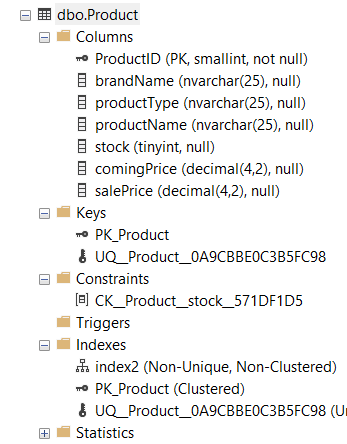 dbo.Product
Columns
ProductID (PK, smallint, not null)
brandName (nvarchar(25), null)
productType (nvarchar(25), null)
productName (nvarchar(25), null)
stock (tinyint, null)
comingPrice (decimal(4,2), null)
salePrice (decimal(4,2), null)
Keys
PK_Product
UQ__Product__0A9CBBE0C3B5FC98
Constraints
CK__Product__stock__571DF1D5
Triggers
Indexes
index2 (Non-Unique, Non-Clustered)
PK_Product (Clustered)
UQ__Product__0A9CBBE0C3B5FC98 (U
Statistics